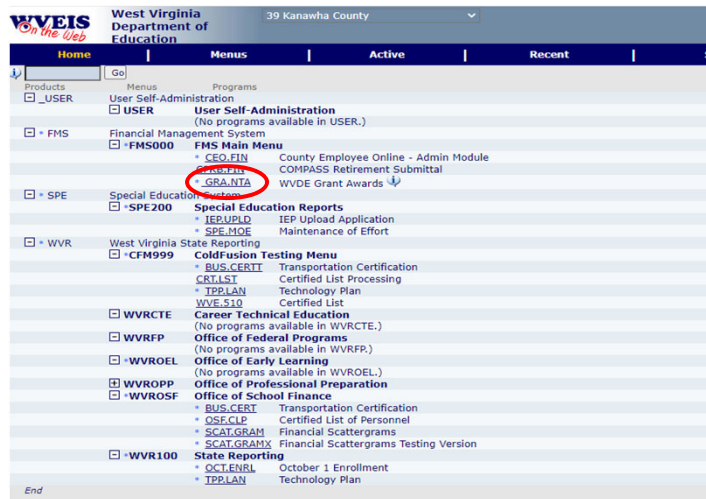 WVEIS
On the Web
West Virginia
Department of
Education
39 Kanawha County
Home | Menus | Active | Recent |
Go
Products Menus Programs
_USER User Self-Administration
USER User Self-Administration
(No programs available in USER.)
* FMS Financial Management System
*FMS000 FMS Main Menu
* CEO.FIN County Employee Online - Admin Module
CPRB.FIN COMPASS Retirement Submittal
* GRA.NTA WVDE Grant Awards
* SPE Special Education System
*SPE200 Special Education Reports
* IEP.UPLD IEP Upload Application
* SPE.MOE Maintenance of Effort
* WVR West Virginia State Reporting
*CFM999 ColdFusion Testing Menu
* BUS.CERTT Transportation Certification
CRT.LST Certified List Processing
* TPP.LAN Technology Plan
WVE.510 Certified List
WVRCTE Career Technical Education
(No programs available in WVRCTE.)
WVRFP Office of Federal Programs
(No programs available in WVRFP.)
*WVROEL Office of Early Learning
(No programs available in WVROEL.)
WVROPP Office of Professional Preparation
*WVROSF Office of School Finance
* BUS.CERT Transportation Certification
* OSF.CLP Certified List of Personnel
* SCAT.GRAM Financial Scattergrams
* SCAT.GRAMX Financial Scattergrams Testing Version
*WVR100 State Reporting
* OCT.ENRL October 1 Enrollment
* TPP.LAN Technology Plan
End